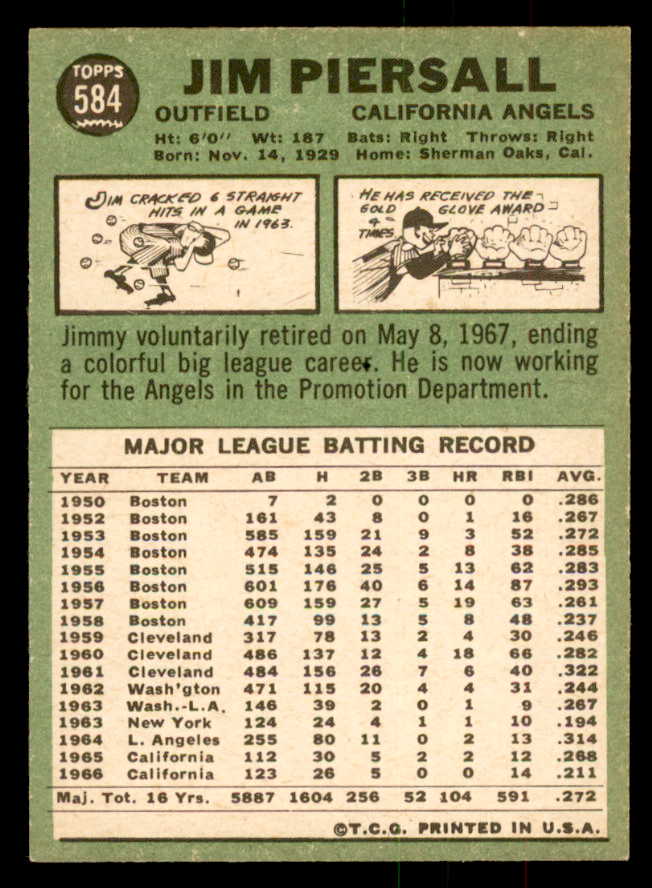 TOPPS
584
JIM PIERSALL
OUTFIELD CALIFORNIA ANGELS
Ht: 6'0" Wt: 187 Bats: Right Throws: Right
Born: Nov. 14, 1929 Home: Sherman Oaks, Cal.
JIM CRACKED 6 STRAIGHT
HITS IN A GAME
IN 1963.
HE HAS RECEIVED THE
GOLD GLOVE AWARD
4
TIMES.
Jimmy voluntarily retired on May 8, 1967, ending
a colorful big league career. He is now working
for the Angels in the Promotion Department.
MAJOR LEAGUE BATTING RECORD
YEAR TEAM AB H 2B 3B HR RBI AVG.
1950 Boston 7 2 0 0 0 0 .286
1952 Boston 161 43 8 0 1 16 .267
1953 Boston 585 159 21 9 3 52 .272
1954 Boston 474 135 24 2 8 38 .285
1955 Boston 515 146 25 5 13 62 .283
1956 Boston 601 176 40 6 14 87 .293
1957 Boston 609 159 27 5 19 63 .261
1958 Boston 417 99 13 5 8 48 .237
1959 Cleveland 317 78 13 2 4 30 .246
1960 Cleveland 486 137 12 4 18 66 .282
1961 Cleveland 484 156 26 7 6 40 .322
1962 Wash'gton 471 115 20 4 4 31 .244
1963 Wash.-L.A. 146 39 2 0 1 9 .267
1963 New York 124 24 4 1 1 10 .194
1964 L. Angeles 255 80 11 0 2 13 .314
1965 California 112 30 5 2 2 12 .268
1966 California 123 26 5 0 0 14 .211
Maj. Tot. 16 Yrs. 5887 1604 256 52 104 591 .272
©T.C.G. PRINTED IN U.S.A.